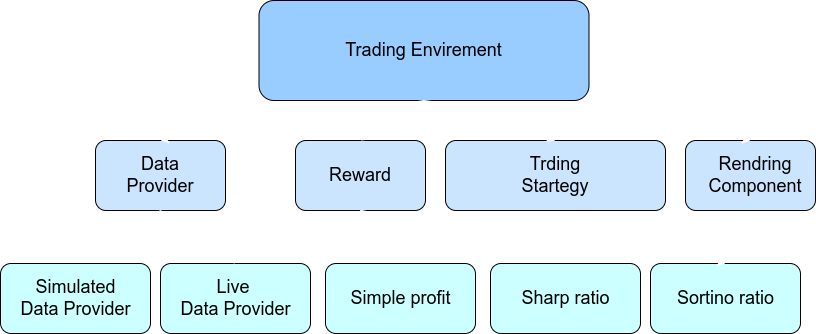 Trading Envirement
Data
Provider
Reward
Trding
Startegy
Rendring
Component
Simulated
Data Provider
Live
Data Provider
Simple profit
Sharp ratio
Sortino ratio